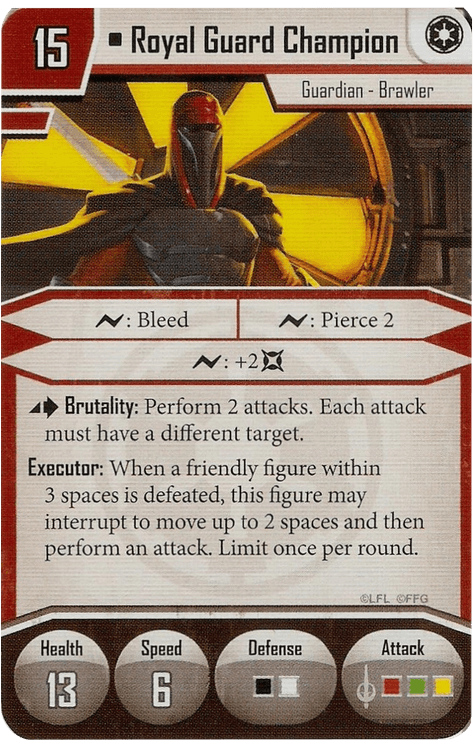 15
Royal Guard Champion
Guardian - Brawler
: Bleed
: Pierce 2
: +2
Brutality: Perform 2 attacks. Each attack
must have a different target.
Executor: When a friendly figure within
3 spaces is defeated, this figure may
interrupt to move up to 2 spaces and then
perform an attack. Limit once per round.
©LFL ©FFG
Health
Speed
Defense
Attack
13
6